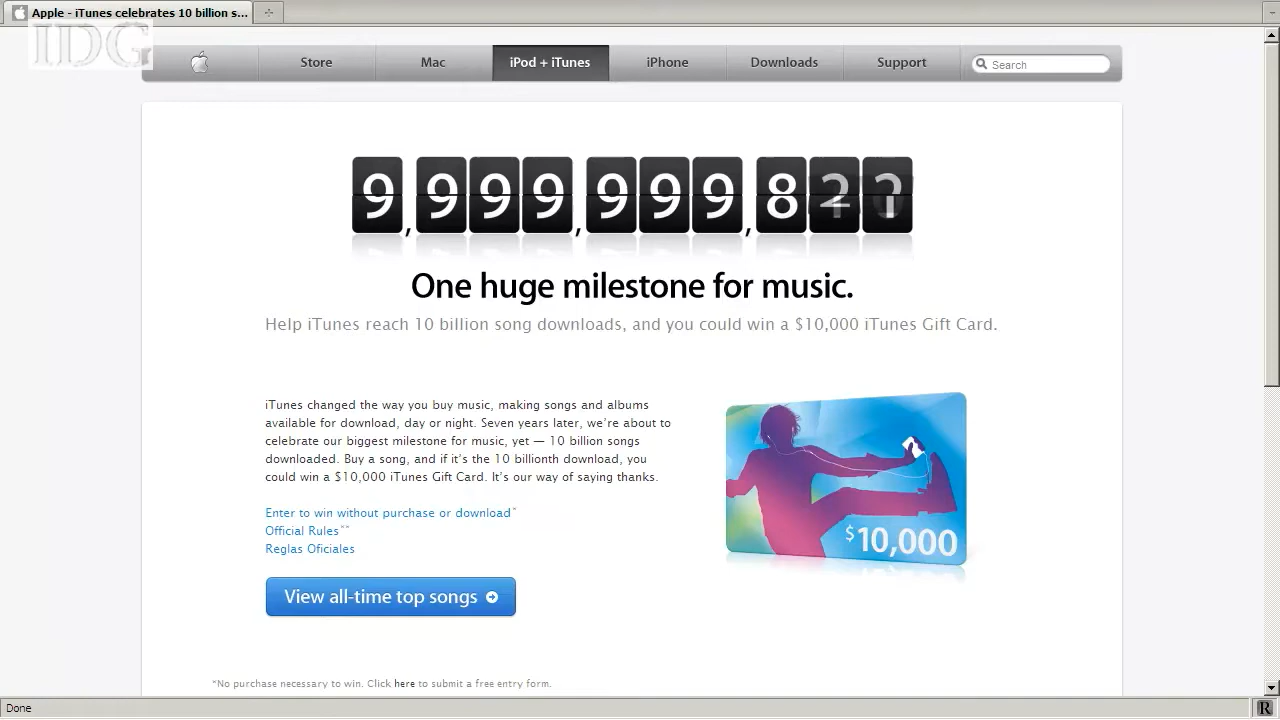 Apple - iTunes celebrates 10 billion s...
IDG
Store Mac iPod + iTunes iPhone Downloads Support Search
9,999,999,8
One huge milestone for music.
Help iTunes reach 10 billion song downloads, and you could win a $10,000 iTunes Gift Card.
iTunes changed the way you buy music, making songs and albums
available for download, day or night. Seven years later, we're about to
celebrate our biggest milestone for music, yet — 10 billion songs
downloaded. Buy a song, and if it's the 10 billionth download, you
could win a $10,000 iTunes Gift Card. It's our way of saying thanks.
Enter to win without purchase or download*
Official Rules**
Reglas Oficiales
$10,000
View all-time top songs
*No purchase necessary to win. Click here to submit a free entry form.
Done
R